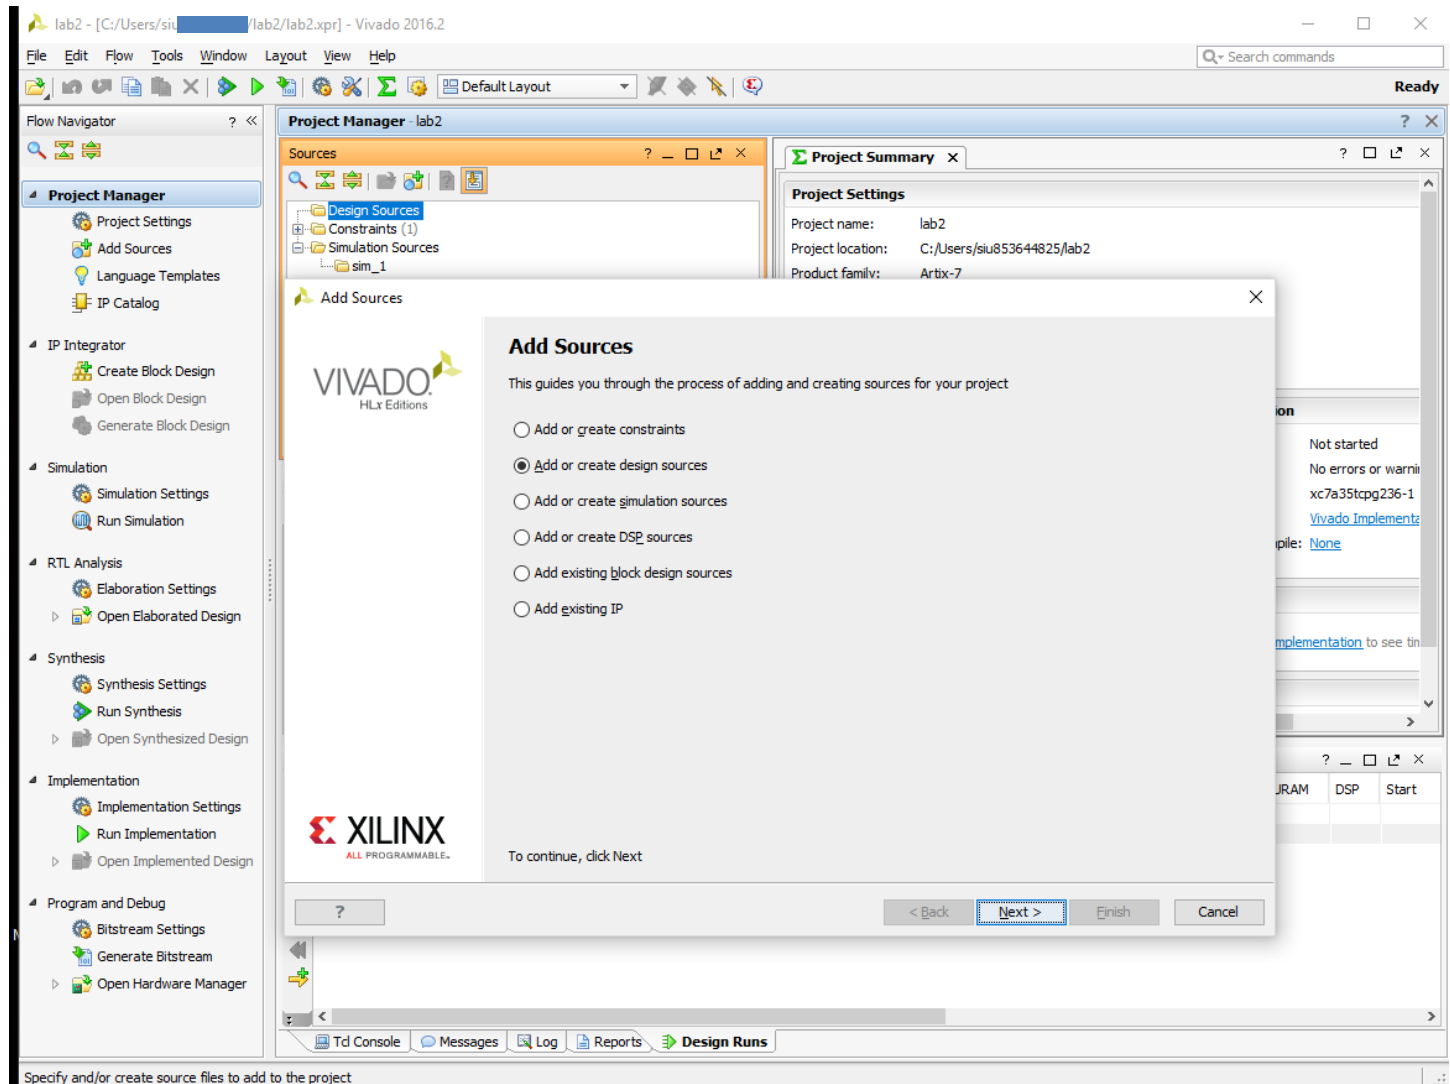 lab2 - [C:/Users/siu /lab2/lab2.xpr] - Vivado 2016.2
File Edit Flow Tools Window Layout View Help
Search commands
Default Layout
Ready
Flow Navigator ? «
Project Manager
Project Settings
Add Sources
Language Templates
IP Catalog
IP Integrator
Create Block Design
Open Block Design
Generate Block Design
Simulation
Simulation Settings
Run Simulation
RTL Analysis
Elaboration Settings
Open Elaborated Design
Synthesis
Synthesis Settings
Run Synthesis
Open Synthesized Design
Implementation
Implementation Settings
Run Implementation
Open Implemented Design
Program and Debug
Bitstream Settings
Generate Bitstream
Open Hardware Manager
Project Manager - lab2
Sources
Design Sources
Constraints (1)
Simulation Sources
sim_1
Project Summary
Project Settings
Project name: lab2
Project location: C:/Users/siu853644825/lab2
Product family: Artix-7
Add Sources
VIVADO.
HLx Editions
Add Sources
This guides you through the process of adding and creating sources for your project
Add or create constraints
Add or create design sources
Add or create simulation sources
Add or create DSP sources
Add existing block design sources
Add existing IP
XILINX
ALL PROGRAMMABLE.
To continue, click Next
?
< Back Next > Finish Cancel
ion
Not started
No errors or warni
xc7a35tcpg236-1
Vivado Implementa
pile: None
mplementation to see tim
URAM DSP Start
Tcl Console Messages Log Reports Design Runs
Specify and/or create source files to add to the project